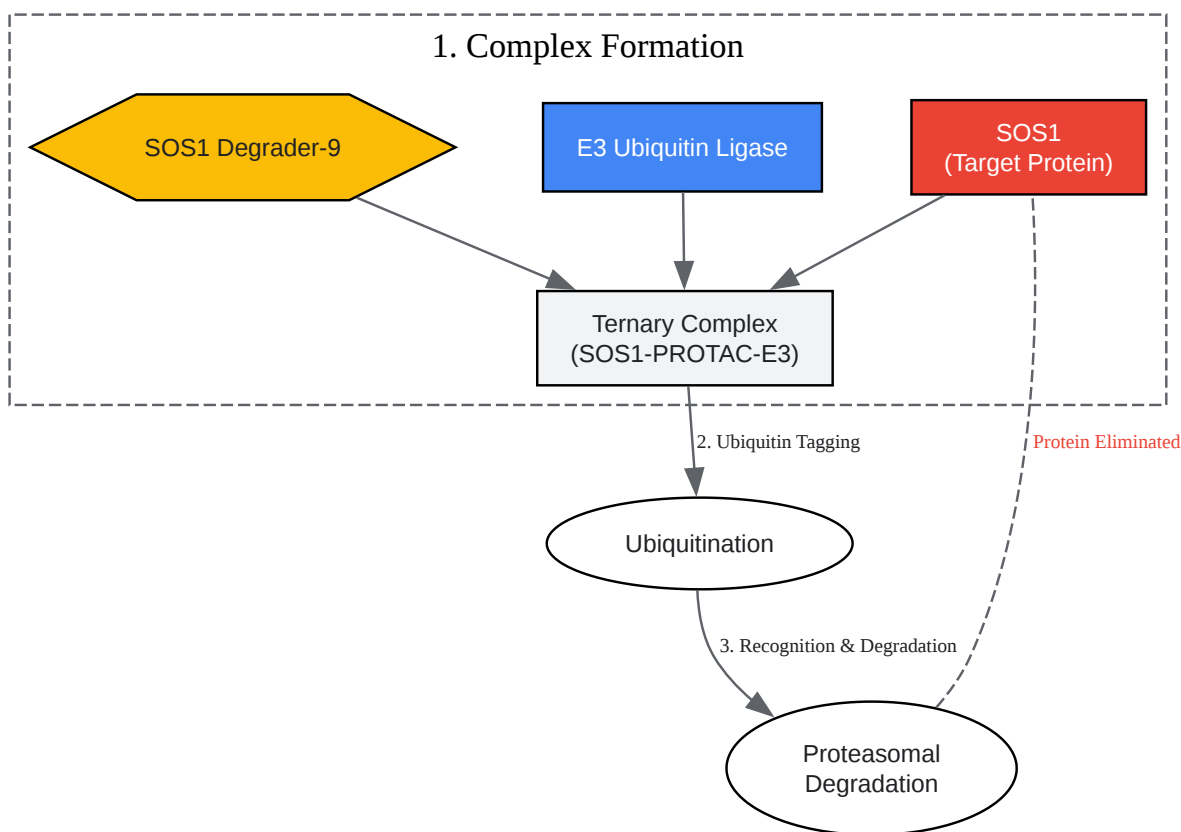 1. Complex Formation
SOS1 Degrader-9
E3 Ubiquitin Ligase
SOS1
(Target Protein)
Ternary Complex
(SOS1-PROTAC-E3)
2. Ubiquitin Tagging
Protein Eliminated
Ubiquitination
3. Recognition & Degradation
Proteasomal
Degradation